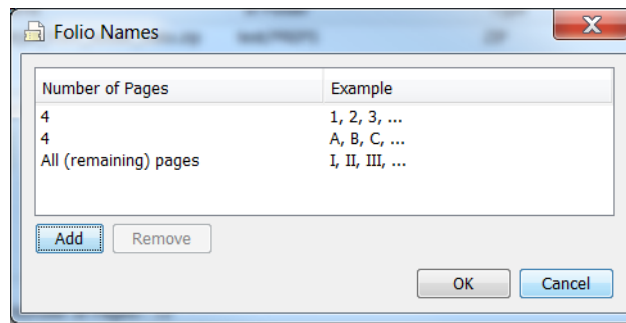 Folio Names
Number of Pages Example
4 1, 2, 3, ...
4 A, B, C, ...
All (remaining) pages I, II, III, ...
Add Remove
OK Cancel